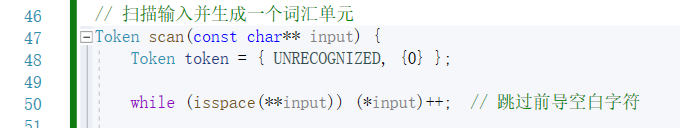 46 // 扫描输入并生成一个词汇单元
47 Token scan(const char** input) {
48 Token token = { UNRECOGNIZED, {0} };
49
50 while (isspace(**input)) (*input)++; // 跳过前导空白字符
51